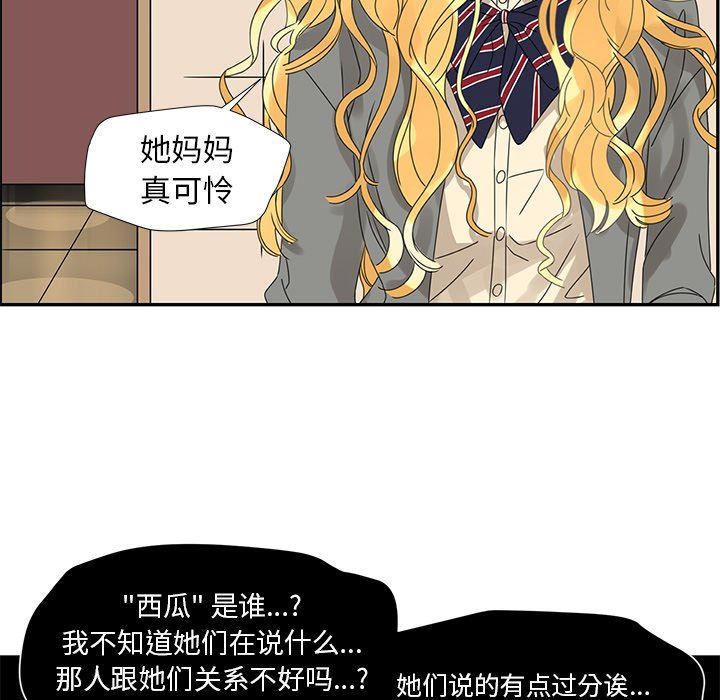 她妈妈
真可怜
"西瓜" 是谁...?
我不知道她们在说什么...
那人跟她们关系不好吗...?
她们说的有点过分诶...